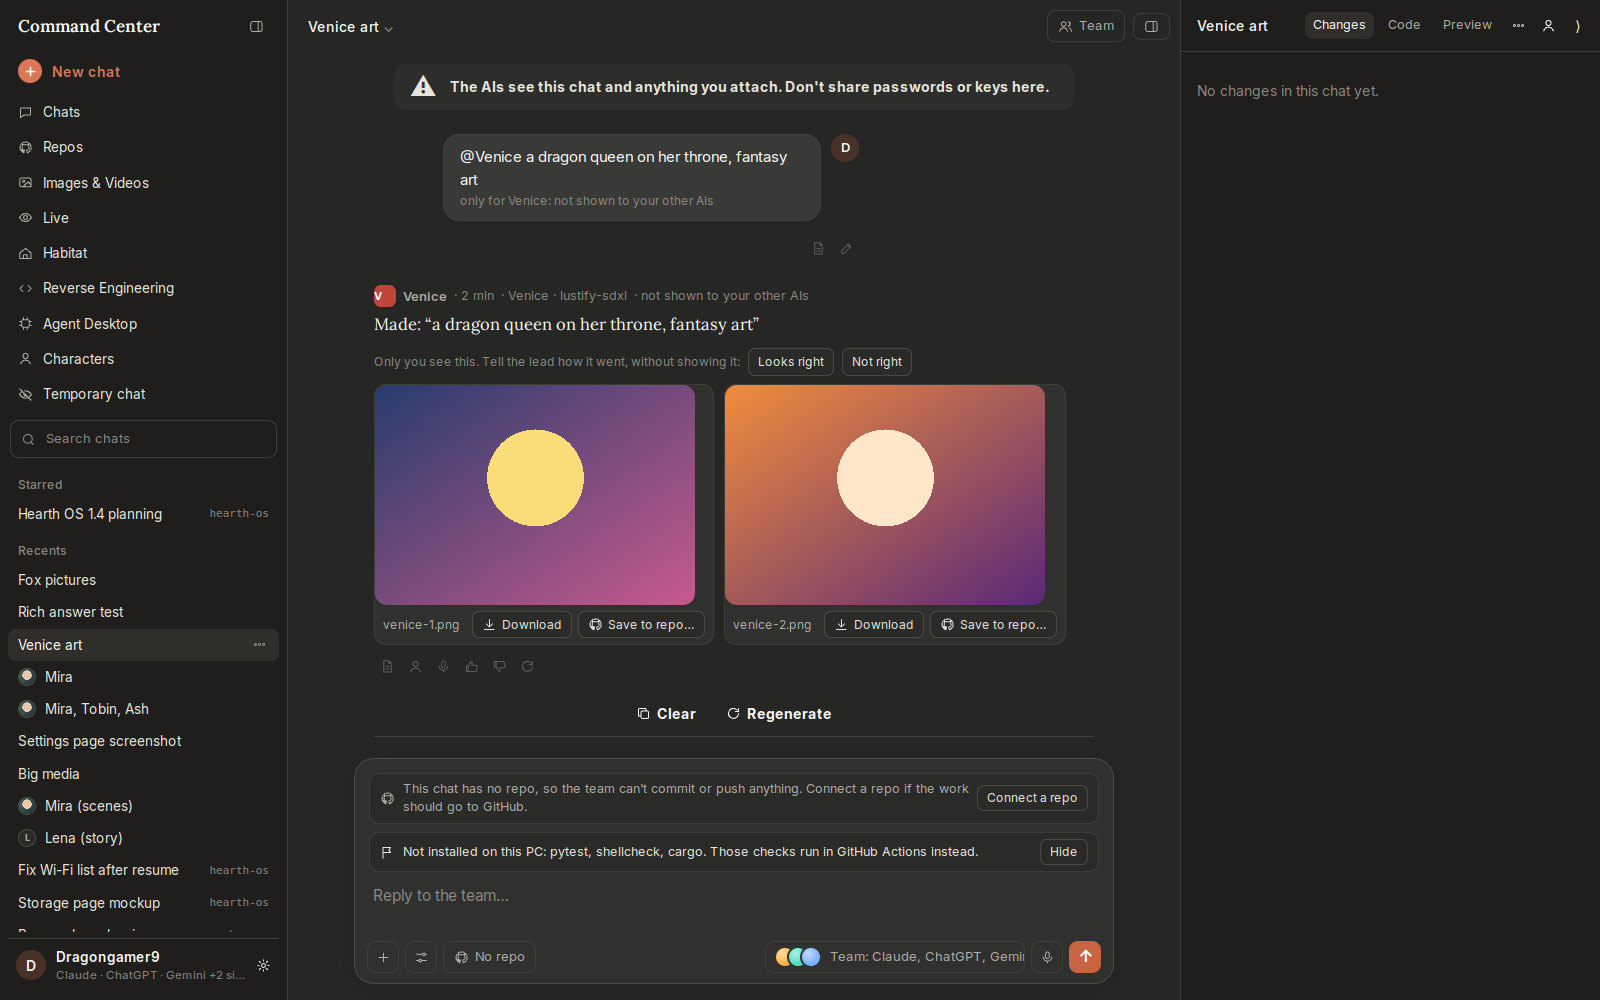 Command Center
New chat
Chats
Repos
Images & Videos
Live
Habitat
Reverse Engineering
Agent Desktop
Characters
Temporary chat
Search chats
Starred
Hearth OS 1.4 planning hearth-os
Recents
Fox pictures
Rich answer test
Venice art
Mira
Mira, Tobin, Ash
Settings page screenshot
Big media
Mira (scenes)
L Lena (story)
Fix Wi-Fi list after resume hearth-os
Storage page mockup hearth-os
D Dragongamer9
Claude · ChatGPT · Gemini +2 si...
Venice art
Team
The AIs see this chat and anything you attach. Don't share passwords or keys here.
@Venice a dragon queen on her throne, fantasy
art
only for Venice: not shown to your other AIs
D
V Venice · 2 min · Venice · lustify-sdxl · not shown to your other AIs
Made: “a dragon queen on her throne, fantasy art”
Only you see this. Tell the lead how it went, without showing it: Looks right Not right
venice-1.png Download Save to repo...
venice-2.png Download Save to repo...
Clear Regenerate
This chat has no repo, so the team can't commit or push anything. Connect a repo if the work
should go to GitHub.
Connect a repo
Not installed on this PC: pytest, shellcheck, cargo. Those checks run in GitHub Actions instead. Hide
Reply to the team...
No repo
Team: Claude, ChatGPT,
Venice art
Changes Code Preview
No changes in this chat yet.